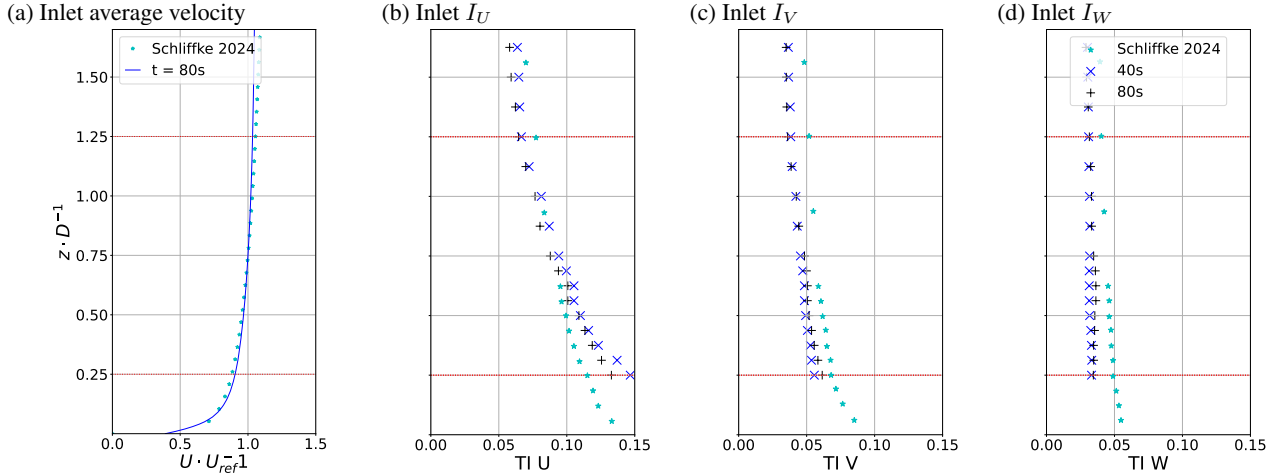 (a) Inlet average velocity
(b) Inlet I_U
(c) Inlet I_V
(d) Inlet I_W
Schliffke 2024
t = 80s
1.50
1.25
1.00
0.75
0.50
0.25
z · D⁻¹
0.0
0.5
1.0
1.5
U · U⁻_ref 1
0.00
0.05
0.10
0.15
TI U
0.00
0.05
0.10
0.15
TI V
Schliffke 2024
40s
80s
0.00
0.05
0.10
0.15
TI W